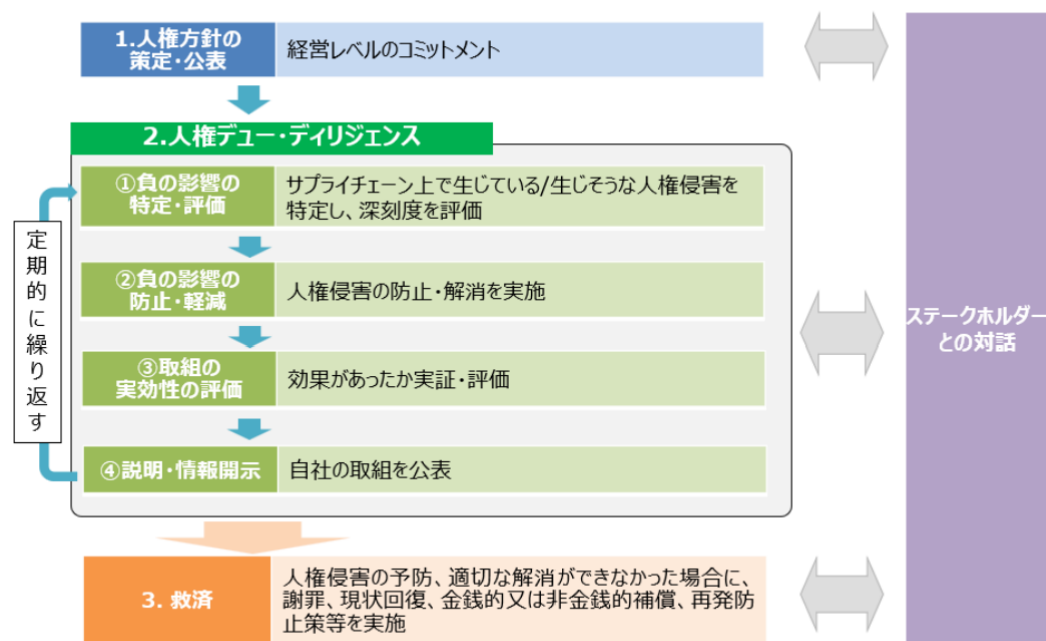 1.人権方針の
策定・公表
経営レベルのコミットメント
2.人権デュー・ディリジェンス
①負の影響の
特定・評価
サプライチェーン上で生じている/生じそうな人権侵害を
特定し、深刻度を評価
②負の影響の
防止・軽減
人権侵害の防止・解消を実施
③取組の
実効性の評価
効果があったか実証・評価
④説明・情報開示
自社の取組を公表
定期的に繰り返す
3. 救済
人権侵害の予防、適切な解消ができなかった場合に、
謝罪、現状回復、金銭的又は非金銭的補償、再発防
止策等を実施
ステークホルダー
との対話